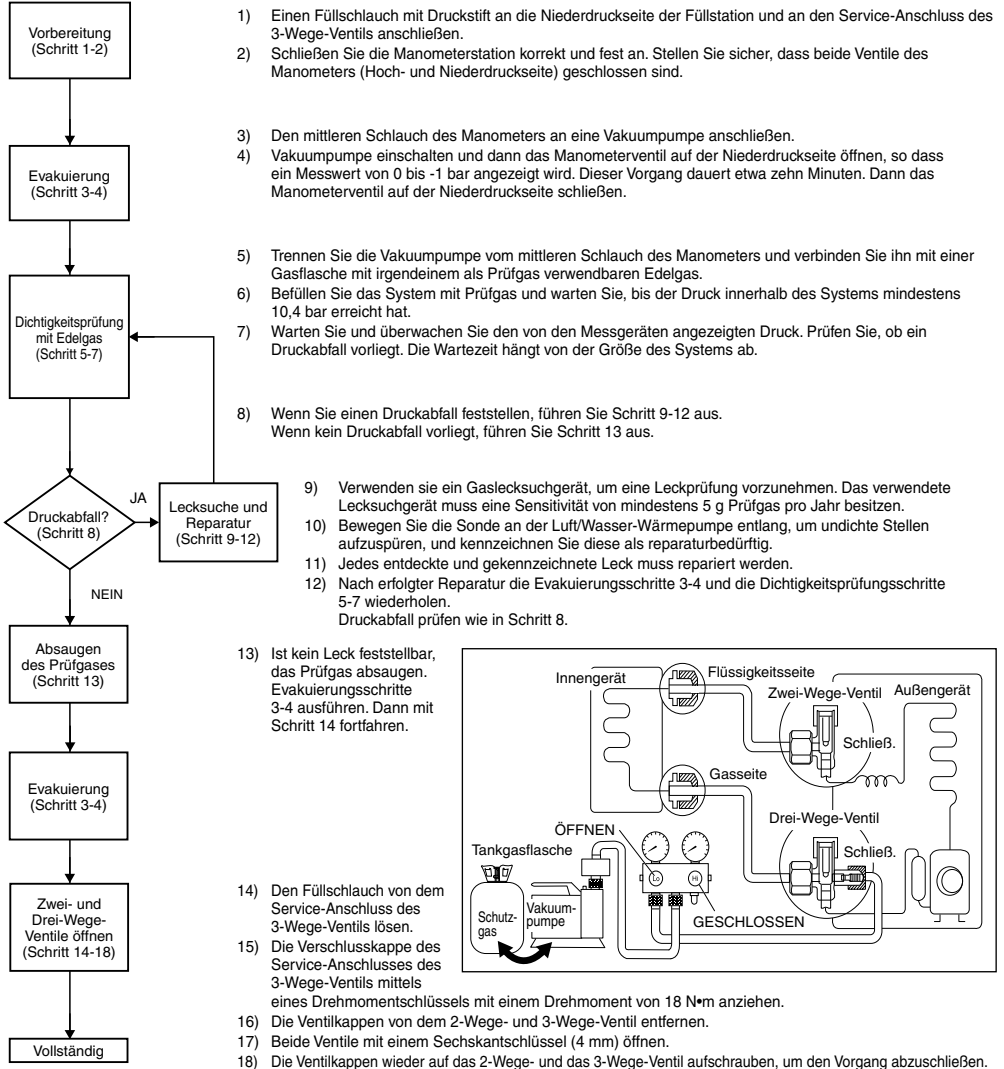 Vorbereitung
(Schritt 1-2)
1) Einen Füllschlauch mit Druckstift an die Niederdruckseite der Füllstation und an den Service-Anschluss des
3-Wege-Ventils anschließen.
2) Schließen Sie die Manometerstation korrekt und fest an. Stellen Sie sicher, dass beide Ventile des
Manometers (Hoch- und Niederdruckseite) geschlossen sind.
Evakuierung
(Schritt 3-4)
3) Den mittleren Schlauch des Manometers an eine Vakuumpumpe anschließen.
4) Vakuumpumpe einschalten und dann das Manometerventil auf der Niederdruckseite öffnen, so dass
ein Messwert von 0 bis -1 bar angezeigt wird. Dieser Vorgang dauert etwa zehn Minuten. Dann das
Manometerventil auf der Niederdruckseite schließen.
Dichtigkeitsprüfung
mit Edelgas
(Schritt 5-7)
5) Trennen Sie die Vakuumpumpe vom mittleren Schlauch des Manometers und verbinden Sie ihn mit einer
Gasflasche mit irgendeinem als Prüfgas verwendbaren Edelgas.
6) Befüllen Sie das System mit Prüfgas und warten Sie, bis der Druck innerhalb des Systems mindestens
10,4 bar erreicht hat.
7) Warten Sie und überwachen Sie den von den Messgeräten angezeigten Druck. Prüfen Sie, ob ein
Druckabfall vorliegt. Die Wartezeit hängt von der Größe des Systems ab.
8) Wenn Sie einen Druckabfall feststellen, führen Sie Schritt 9-12 aus.
Wenn kein Druckabfall vorliegt, führen Sie Schritt 13 aus.
Druckabfall?
(Schritt 8)
JA
NEIN
Lecksuche und
Reparatur
(Schritt 9-12)
9) Verwenden sie ein Gaslecksuchgerät, um eine Leckprüfung vorzunehmen. Das verwendete
Lecksuchgerät muss eine Sensitivität von mindestens 5 g Prüfgas pro Jahr besitzen.
10) Bewegen Sie die Sonde an der Luft/Wasser-Wärmepumpe entlang, um undichte Stellen
aufzuspüren, und kennzeichnen Sie diese als reparaturbedürftig.
11) Jedes entdeckte und gekennzeichnete Leck muss repariert werden.
12) Nach erfolgter Reparatur die Evakuierungsschritte 3-4 und die Dichtigkeitsprüfungsschritte
5-7 wiederholen.
Druckabfall prüfen wie in Schritt 8.
Absaugen
des Prüfgases
(Schritt 13)
13) Ist kein Leck feststellbar,
das Prüfgas absaugen.
Evakuierungsschritte
3-4 ausführen. Dann mit
Schritt 14 fortfahren.
Innengerät
Flüssigkeitsseite
Zwei-Wege-Ventil
Außengerät
Schließ.
Gasseite
Drei-Wege-Ventil
Schließ.
ÖFFNEN
Tankgasflasche
Lo
Hi
GESCHLOSSEN
Schutz-
gas
Vakuum-
pumpe
Evakuierung
(Schritt 3-4)
Zwei- und
Drei-Wege-
Ventile öffnen
(Schritt 14-18)
14) Den Füllschlauch von dem
Service-Anschluss des
3-Wege-Ventils lösen.
15) Die Verschlusskappe des
Service-Anschlusses des
3-Wege-Ventils mittels
eines Drehmomentschlüssels mit einem Drehmoment von 18 N•m anziehen.
16) Die Ventilkappen von dem 2-Wege- und 3-Wege-Ventil entfernen.
17) Beide Ventile mit einem Sechskantschlüssel (4 mm) öffnen.
18) Die Ventilkappen wieder auf das 2-Wege- und das 3-Wege-Ventil aufschrauben, um den Vorgang abzuschließen.
Vollständig